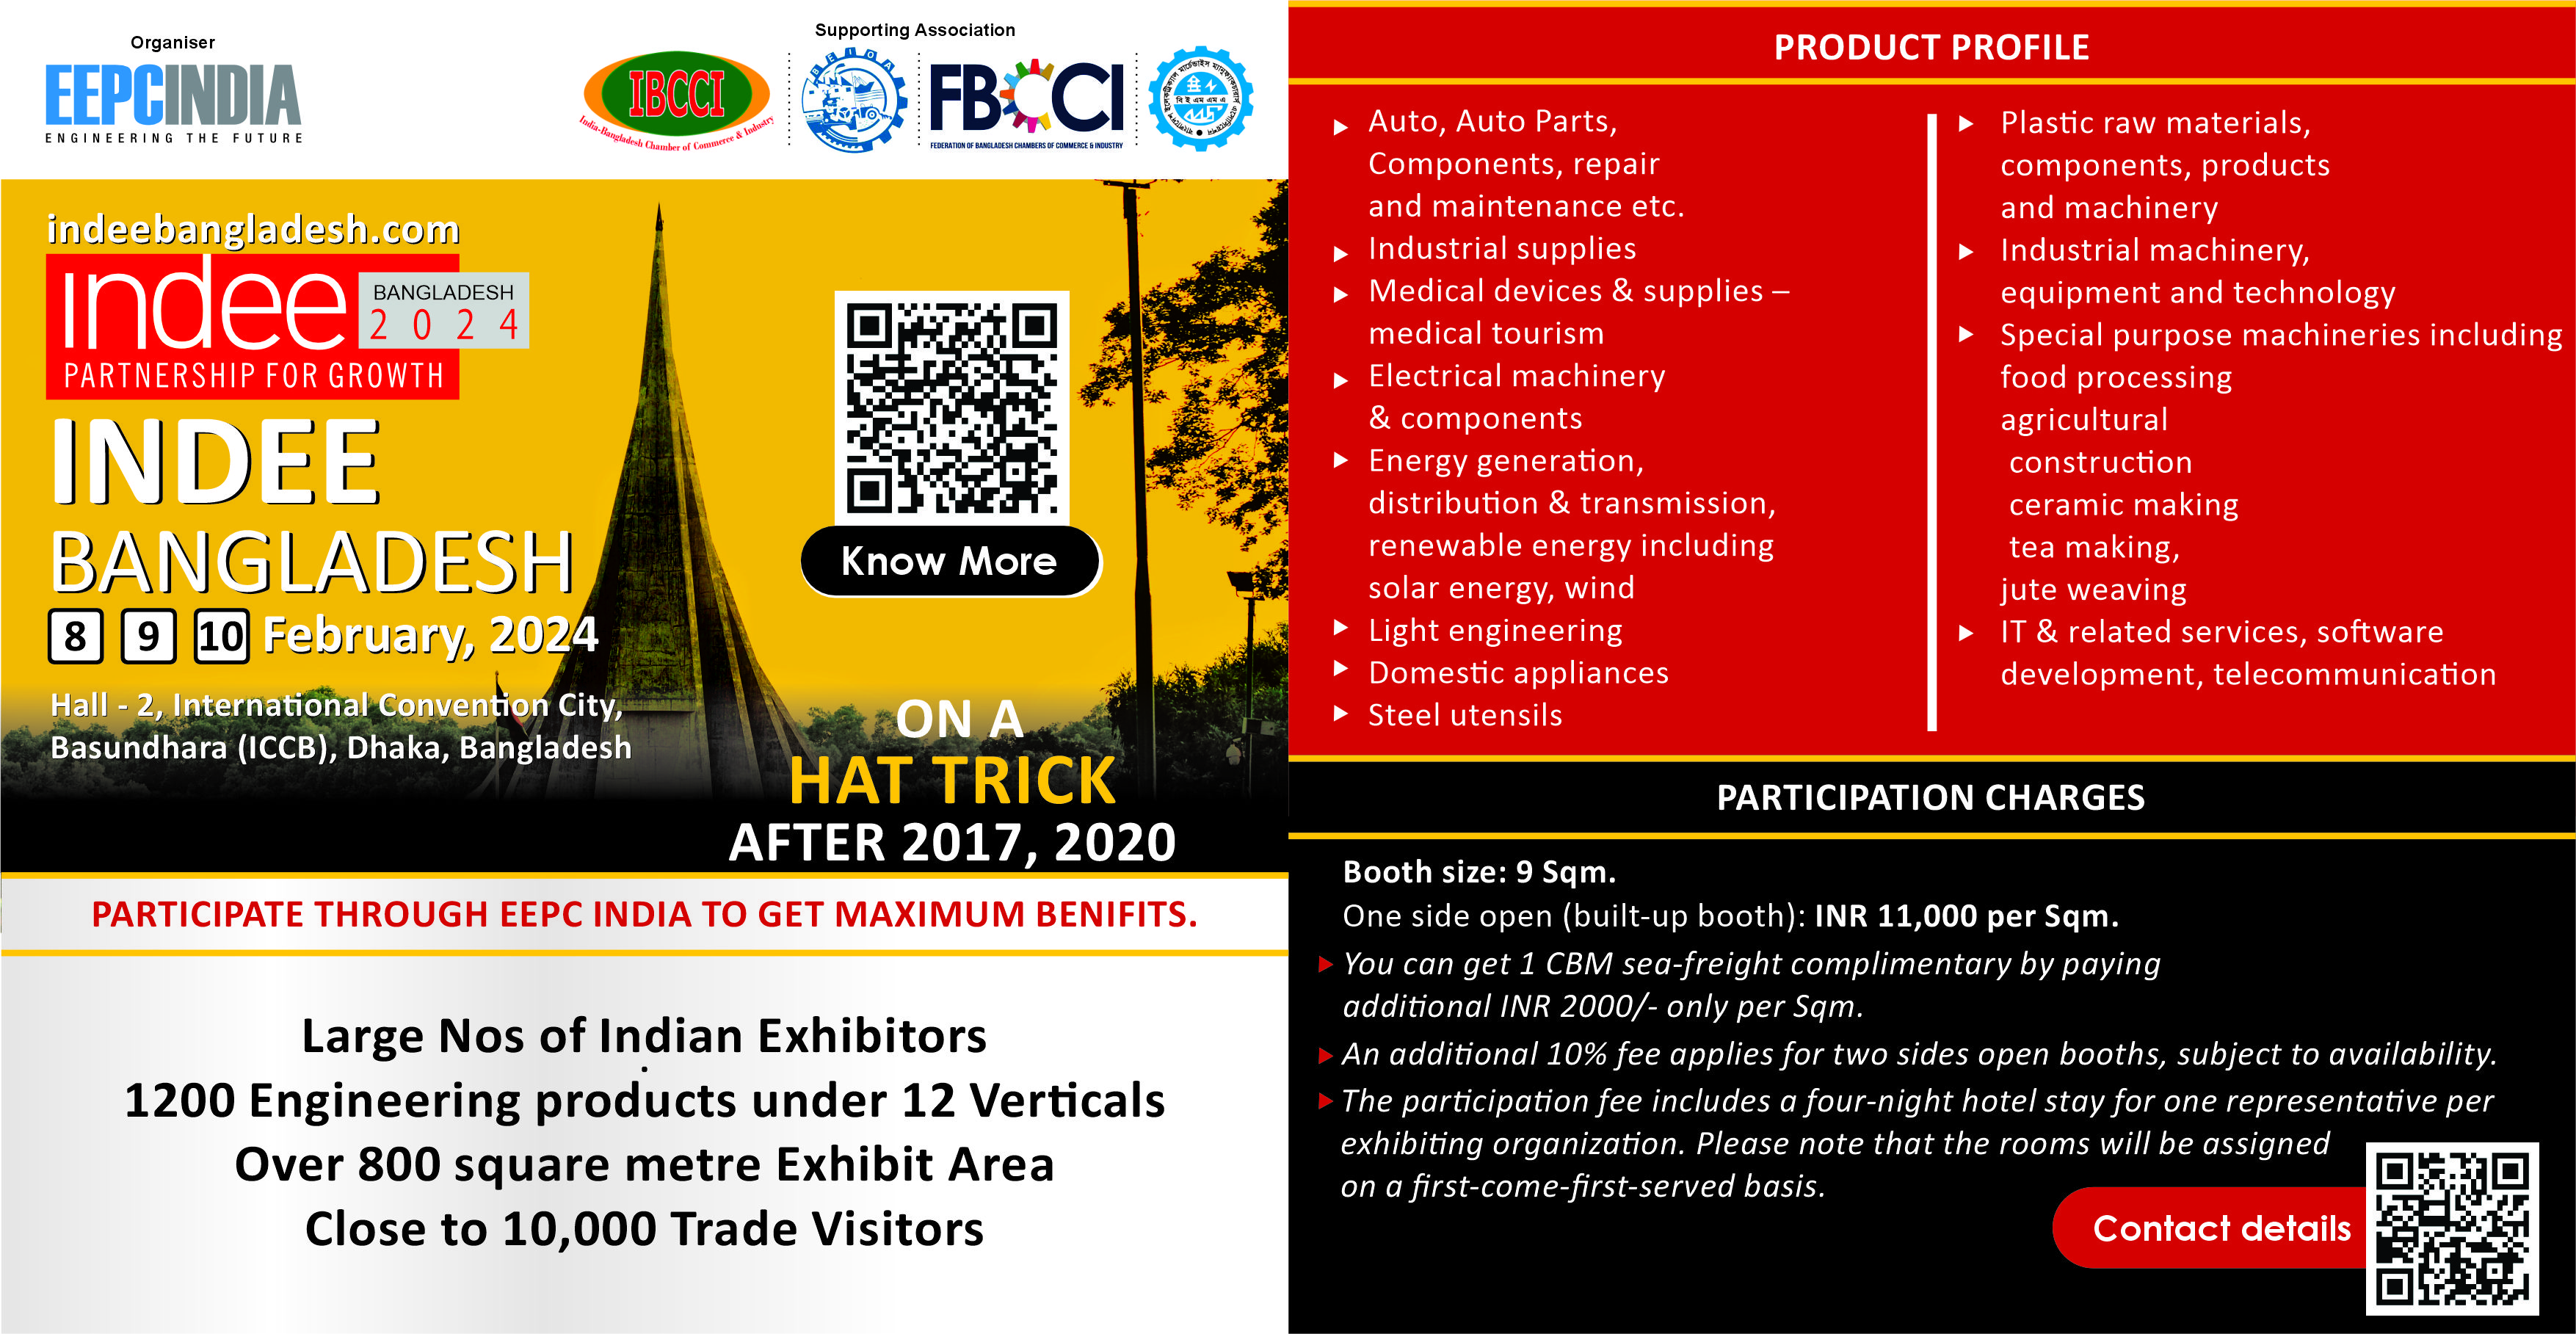 Organiser
EEPCINDIA
ENGINEERING THE FUTURE
Supporting Association
IBCCI
India-Bangladesh Chamber of Commerce & Industry
BEIOA
FBCCI
FEDERATION OF BANGLADESH CHAMBERS OF COMMERCE & INDUSTRY
বি ই এম এম এ
indeebangladesh.com
indee
BANGLADESH
2024
PARTNERSHIP FOR GROWTH
INDEE
BANGLADESH
8 9 10 February, 2024
Hall - 2, International Convention City,
Basundhara (ICCB), Dhaka, Bangladesh
Know More
ON A
HAT TRICK
AFTER 2017, 2020
PARTICIPATE THROUGH EEPC INDIA TO GET MAXIMUM BENIFITS.
Large Nos of Indian Exhibitors
1200 Engineering products under 12 Verticals
Over 800 square metre Exhibit Area
Close to 10,000 Trade Visitors
PRODUCT PROFILE
Auto, Auto Parts,
Components, repair
and maintenance etc.
Industrial supplies
Medical devices & supplies –
medical tourism
Electrical machinery
& components
Energy generation,
distribution & transmission,
renewable energy including
solar energy, wind
Light engineering
Domestic appliances
Steel utensils
Plastic raw materials,
components, products
and machinery
Industrial machinery,
equipment and technology
Special purpose machineries including
food processing
agricultural
construction
ceramic making
tea making,
jute weaving
IT & related services, software
development, telecommunication
PARTICIPATION CHARGES
Booth size: 9 Sqm.
One side open (built-up booth): INR 11,000 per Sqm.
You can get 1 CBM sea-freight complimentary by paying
additional INR 2000/- only per Sqm.
An additional 10% fee applies for two sides open booths, subject to availability.
The participation fee includes a four-night hotel stay for one representative per
exhibiting organization. Please note that the rooms will be assigned
on a first-come-first-served basis.
Contact details